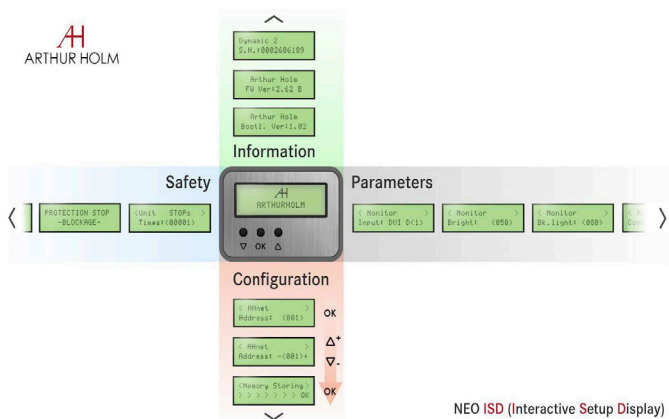 AH
ARTHUR HOLM
Dynamic 2
S.N.:0002606109
Arthur Holm
FW Ver:2.62 B
Arthur Holm
Bootl. Ver:1.02
Information
Safety
Parameters
PROTECTION STOP
-BLOCKAGE-
<Unit STOPs >
Times:(00001)
AH
ARTHURHOLM
▽ OK △
< Monitor >
Input: DVI D(1)
< Monitor >
Bright: (050)
< Monitor >
Bk.light: (080)
Configuration
< AHnet >
Address: (001)
OK
< AHnet >
Address: -(001)+
△+
▽-
<Memory Storing>
> > > > > > > OK
OK
NEO ISD (Interactive Setup Display)